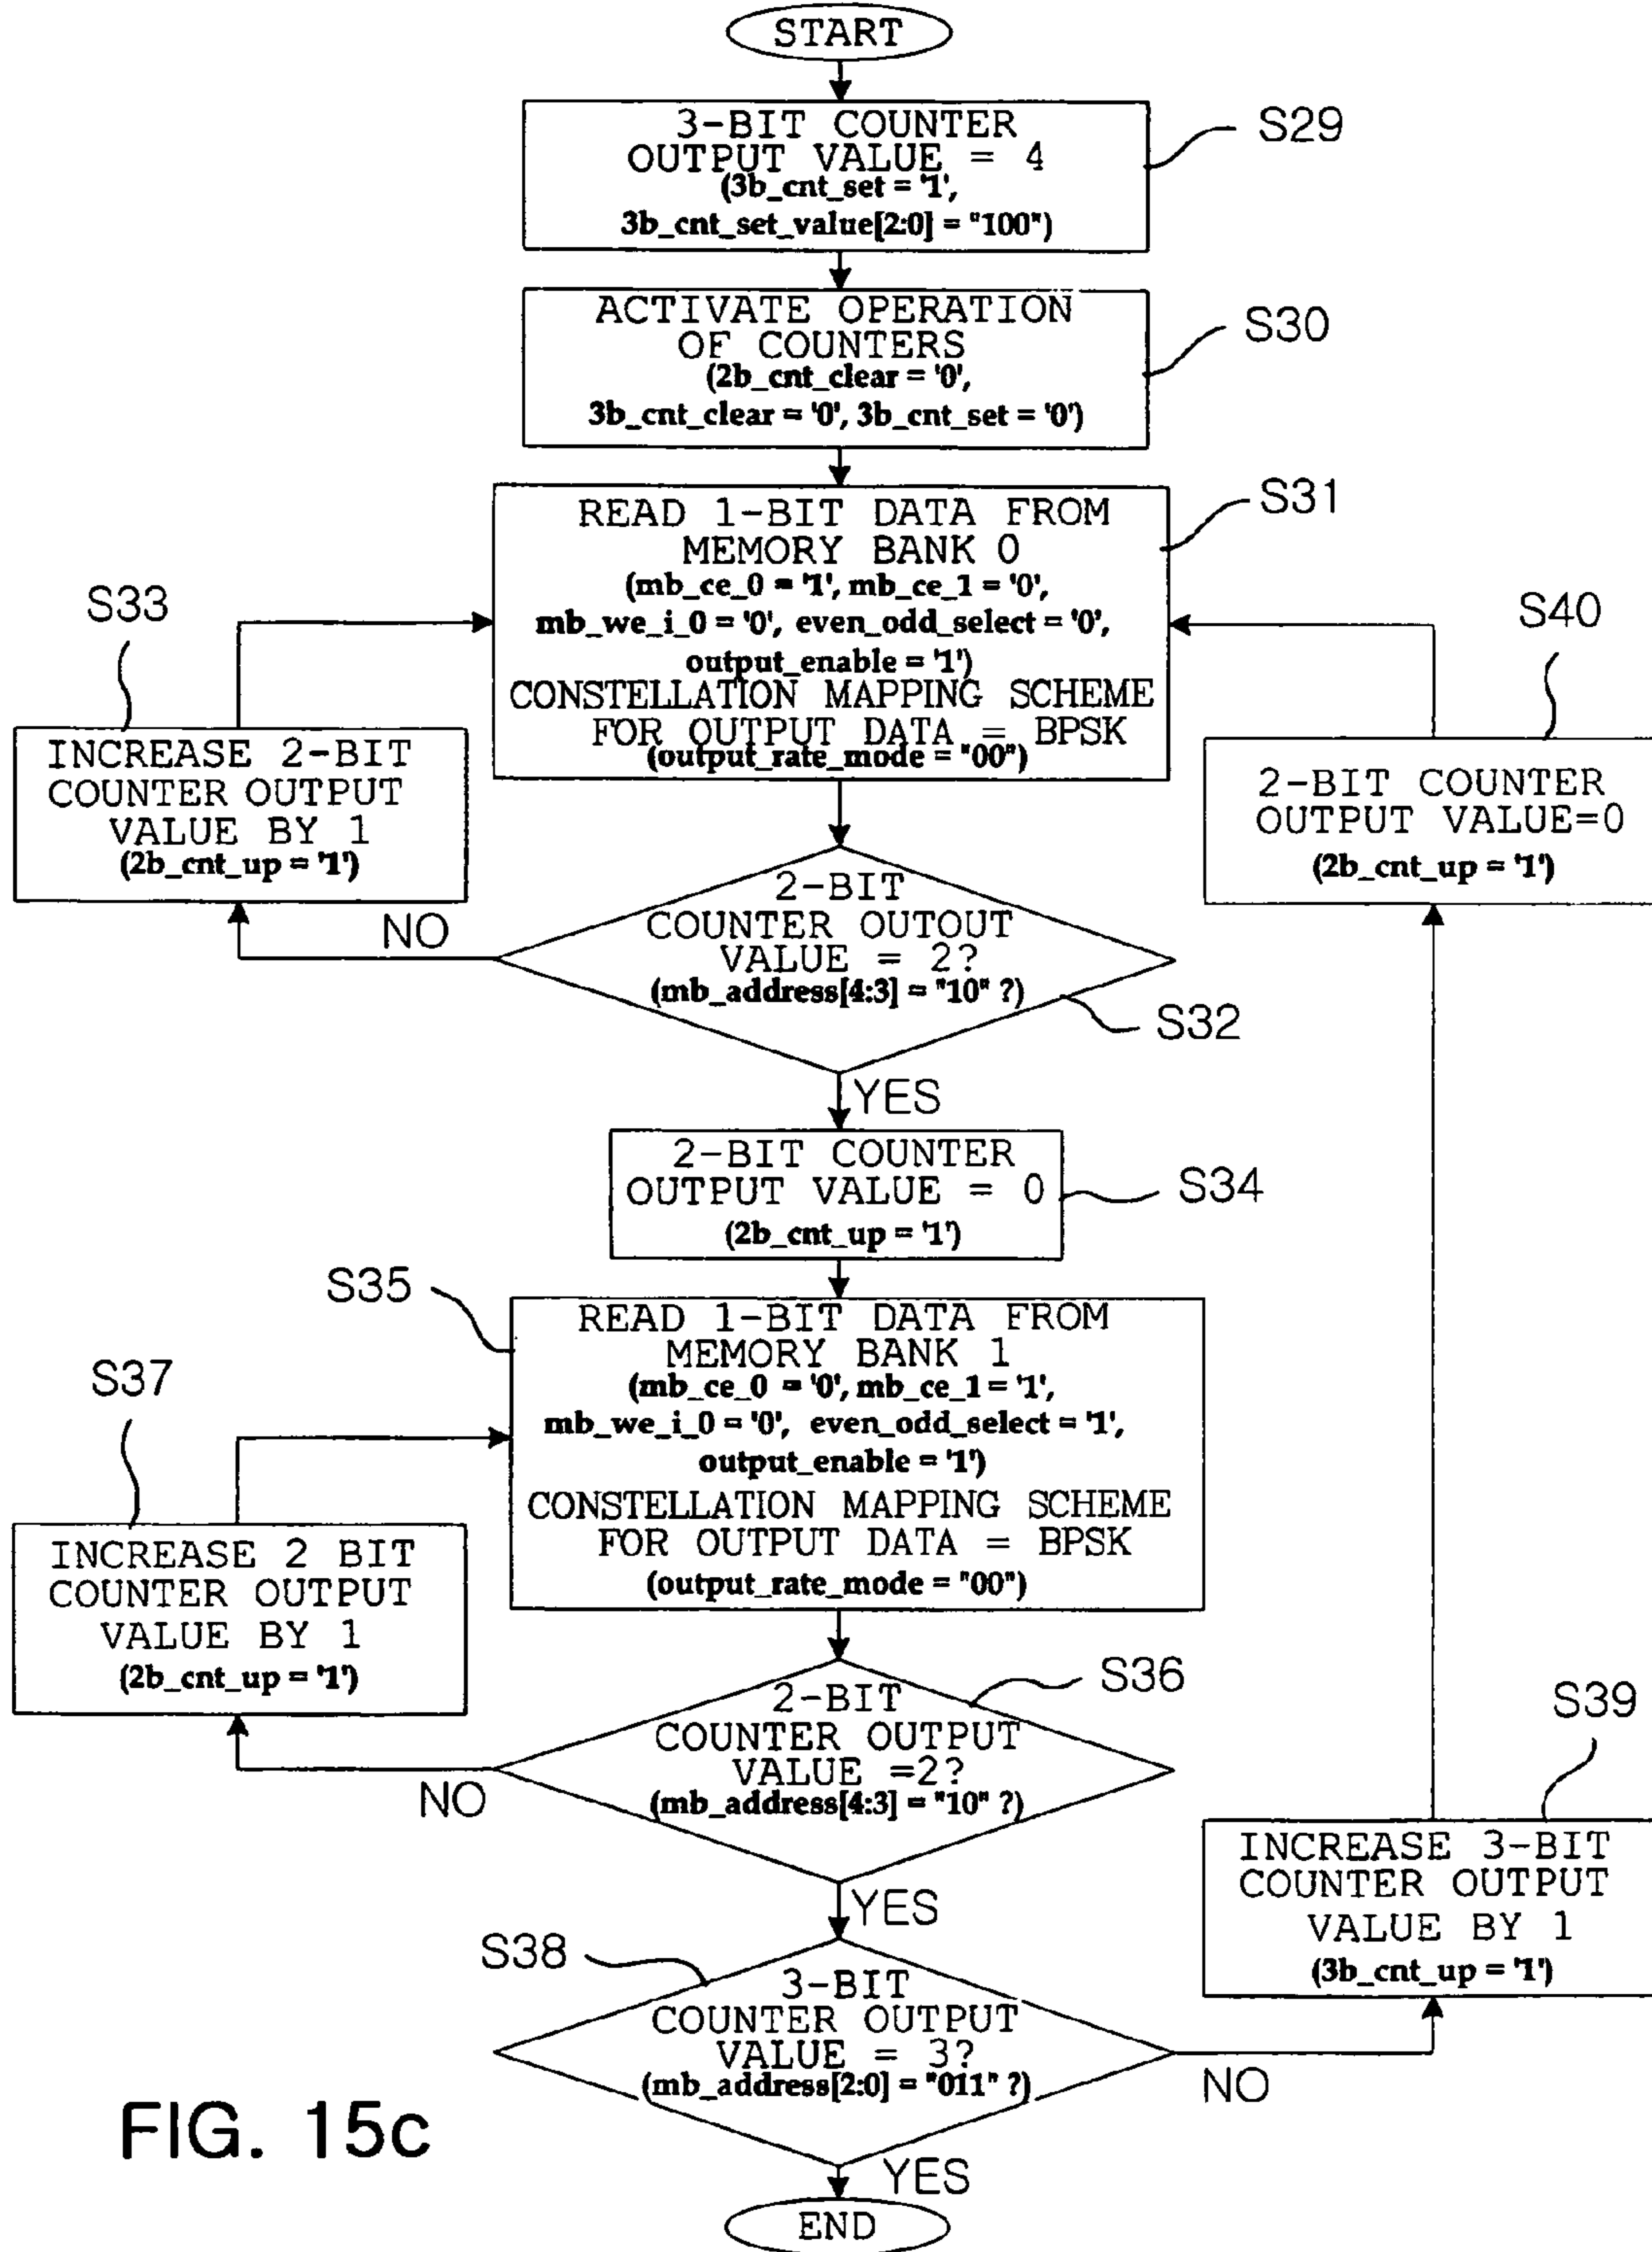 START
3-BIT COUNTER
OUTPUT VALUE = 4
(3b_cnt_set = '1',
3b_cnt_set_value[2:0] = "100")
S29
ACTIVATE OPERATION
OF COUNTERS
(2b_cnt_clear = '0',
3b_cnt_clear = '0', 3b_cnt_set = '0')
S30
READ 1-BIT DATA FROM
MEMORY BANK 0
(mb_ce_0 = '1', mb_ce_1 = '0',
mb_we_i_0 = '0', even_odd_select = '0',
output_enable = '1')
CONSTELLATION MAPPING SCHEME
FOR OUTPUT DATA = BPSK
(output_rate_mode = "00")
S31
S33
INCREASE 2-BIT
COUNTER OUTPUT
VALUE BY 1
(2b_cnt_up = '1')
S40
2-BIT COUNTER
OUTPUT VALUE=0
(2b_cnt_up = '1')
2-BIT
COUNTER OUTOUT
VALUE = 2?
(mb_address[4:3] = "10" ?)
NO
S32
YES
2-BIT COUNTER
OUTPUT VALUE = 0
(2b_cnt_up = '1')
S34
S35
READ 1-BIT DATA FROM
MEMORY BANK 1
(mb_ce_0 = '0', mb_ce_1 = '1',
mb_we_i_0 = '0', even_odd_select = '1',
output_enable = '1')
CONSTELLATION MAPPING SCHEME
FOR OUTPUT DATA = BPSK
(output_rate_mode = "00")
S37
INCREASE 2 BIT
COUNTER OUTPUT
VALUE BY 1
(2b_cnt_up = '1')
2-BIT
COUNTER OUTPUT
VALUE =2?
(mb_address[4:3] = "10" ?)
S36
NO
YES
S39
INCREASE 3-BIT
COUNTER OUTPUT
VALUE BY 1
(3b_cnt_up = '1')
S38
3-BIT
COUNTER OUTPUT
VALUE = 3?
(mb_address[2:0] = "011" ?)
NO
YES
END
FIG. 15c